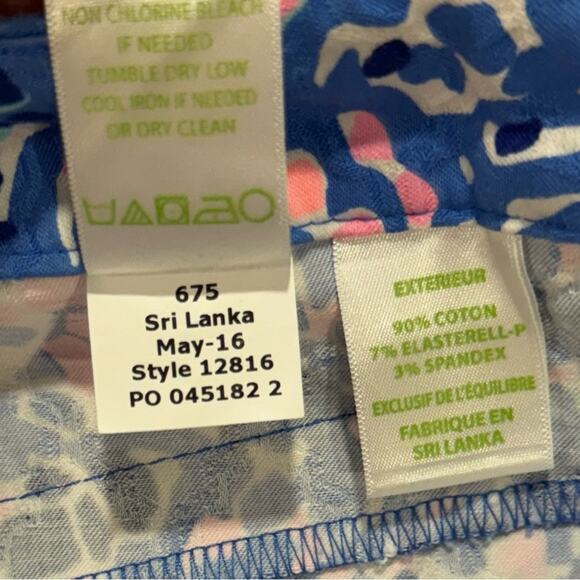 NON CHLORINE BLEACH
IF NEEDED
TUMBLE DRY LOW
COOL IRON IF NEEDED
OR DRY CLEAN
675
Sri Lanka
May-16
Style 12816
PO 045182 2
EXTERIEUR
90% COTON
7% ELASTERELL-P
3% SPANDEX
EXCLUSIF DE L'ÉQUILIBRE
FABRIQUE EN
SRI LANKA